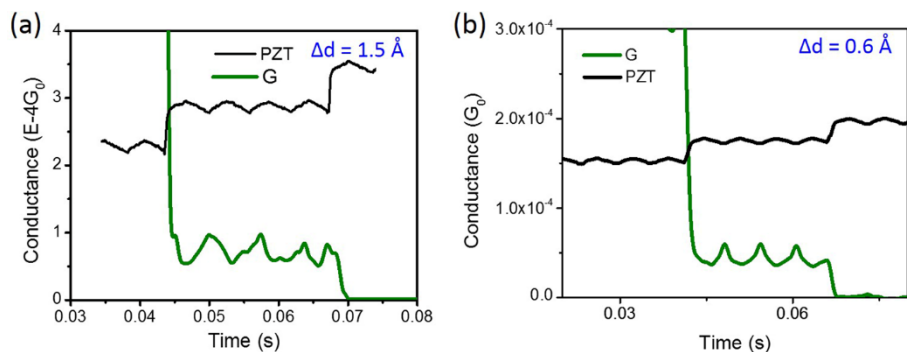 (a)
PZT
G
Δd = 1.5 Å
Conductance (E-4G₀)
4
3
2
1
0
0.03 0.04 0.05 0.06 0.07 0.08
Time (s)
(b)
G
PZT
Δd = 0.6 Å
Conductance (G₀)
3.0x10⁻⁴
2.0x10⁻⁴
1.0x10⁻⁴
0.0
0.03 0.06
Time (s)